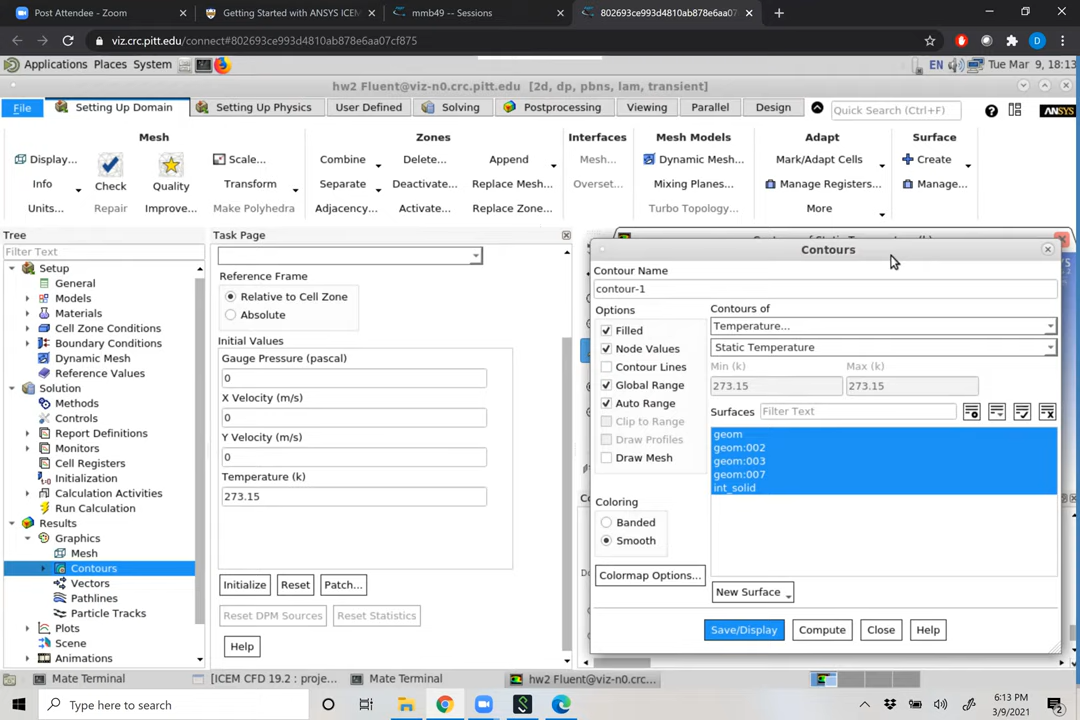 Post Attendee - Zoom
Getting Started with ANSYS ICEM
mmb49 -- Sessions
802693ce993d4810ab878e6aa07
viz.crc.pitt.edu/connect#802693ce993d4810ab878e6aa07cf875
D
Applications Places System
EN
Tue Mar 9, 18:13
hw2 Fluent@viz-n0.crc.pitt.edu [2d, dp, pbns, lam, transient]
File
Setting Up Domain
Setting Up Physics
User Defined
Solving
Postprocessing
Viewing
Parallel
Design
Quick Search (Ctrl+F)
ANSYS
Mesh
Zones
Interfaces
Mesh Models
Adapt
Surface
Display...
Scale...
Combine
Delete...
Append
Mesh...
Dynamic Mesh...
Mark/Adapt Cells
Create
Info
Check
Quality
Transform
Separate
Deactivate...
Replace Mesh...
Overset...
Mixing Planes...
Manage Registers...
Manage...
Units...
Repair
Improve...
Make Polyhedra
Adjacency...
Activate...
Replace Zone...
Turbo Topology...
More
Tree
Filter Text
Setup
General
Models
Materials
Cell Zone Conditions
Boundary Conditions
Dynamic Mesh
Reference Values
Solution
Methods
Controls
Report Definitions
Monitors
Cell Registers
Initialization
Calculation Activities
Run Calculation
Results
Graphics
Mesh
Contours
Vectors
Pathlines
Particle Tracks
Plots
Scene
Animations
Task Page
Reference Frame
Relative to Cell Zone
Absolute
Initial Values
Gauge Pressure (pascal)
0
X Velocity (m/s)
0
Y Velocity (m/s)
0
Temperature (k)
273.15
Initialize
Reset
Patch...
Reset DPM Sources
Reset Statistics
Help
Contours
Contour Name
contour-1
Options
Filled
Node Values
Contour Lines
Global Range
Auto Range
Clip to Range
Draw Profiles
Draw Mesh
Coloring
Banded
Smooth
Colormap Options...
Contours of
Temperature...
Static Temperature
Min (k)
Max (k)
273.15
273.15
Surfaces
Filter Text
geom
geom:002
geom:003
geom:007
int_solid
New Surface
Save/Display
Compute
Close
Help
Mate Terminal
[ICEM CFD 19.2 : proje...
Mate Terminal
hw2 Fluent@viz-n0.crc.pitt.edu...
Type here to search
6:13 PM
3/9/2021
2